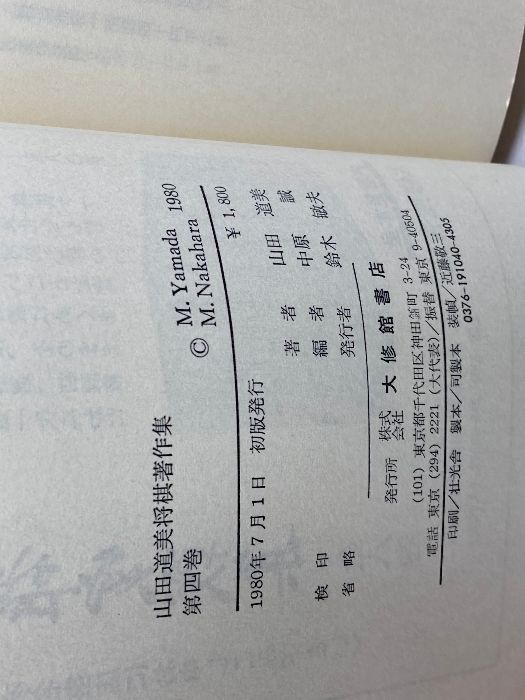 山田道美将棋著作集
第四巻
© M. Yamada 1980
M. Nakahara
¥ 1,800
1980年7月1日 初版発行
検印
省略
著者 山田道美
編者 中原誠
発行者 鈴木敏夫
発行所 株式会社 大修館書店
(101) 東京都千代田区神田錦町 3-24
電話 東京 (294) 2221 (大代表)/振替 東京 9-40504
印刷/壮光舎 製本/司製本 装幀/近藤敬三
0376-191040-4305